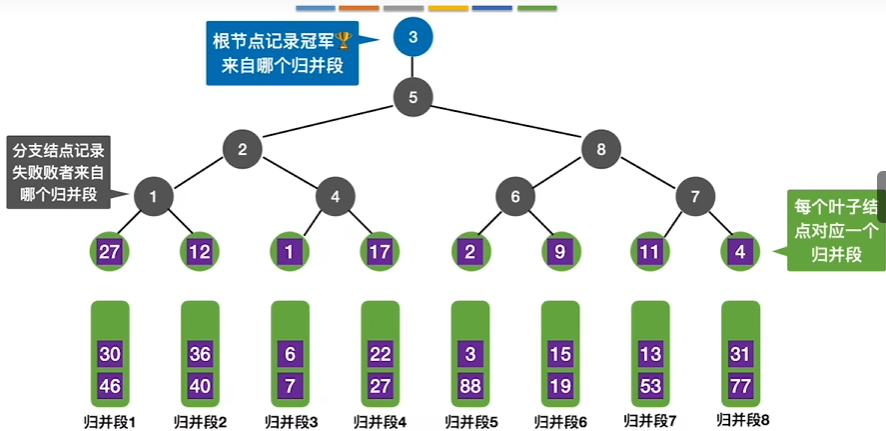 根节点记录冠军🏆
来自哪个归并段
3
5
分支结点记录
失败败者来自
哪个归并段
2
8
1
4
6
7
每个叶子结
点对应一个
归并段
27
12
1
17
2
9
11
4
30
36
6
22
3
15
13
31
46
40
7
27
88
19
53
77
归并段1
归并段2
归并段3
归并段4
归并段5
归并段6
归并段7
归并段8